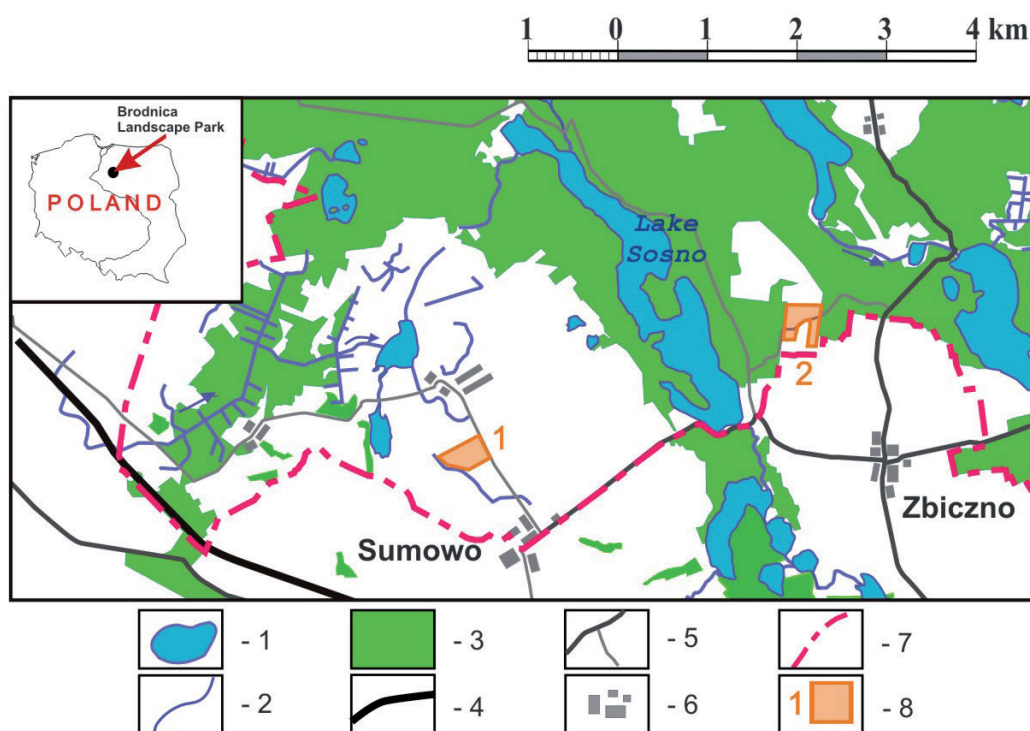 1 0 1 2 3 4 km
Brodnica
Landscape Park
POLAND
Lake
Sosno
2
1
Sumowo
Zbiczno
- 1 - 3 - 5 - 7
- 2 - 4 - 6 1 - 8